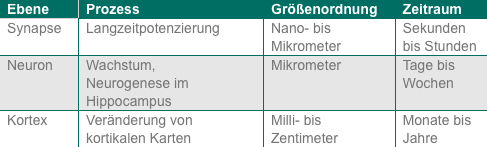 Ebene Prozess Größenordnung Zeitraum
Synapse Langzeitpotenzierung Nano- bis Sekunden
Mikrometer bis Stunden
Neuron Wachstum, Mikrometer Tage bis
Neurogenese im Wochen
Hippocampus
Kortex Veränderung von Milli- bis Monate bis
kortikalen Karten Zentimeter Jahre